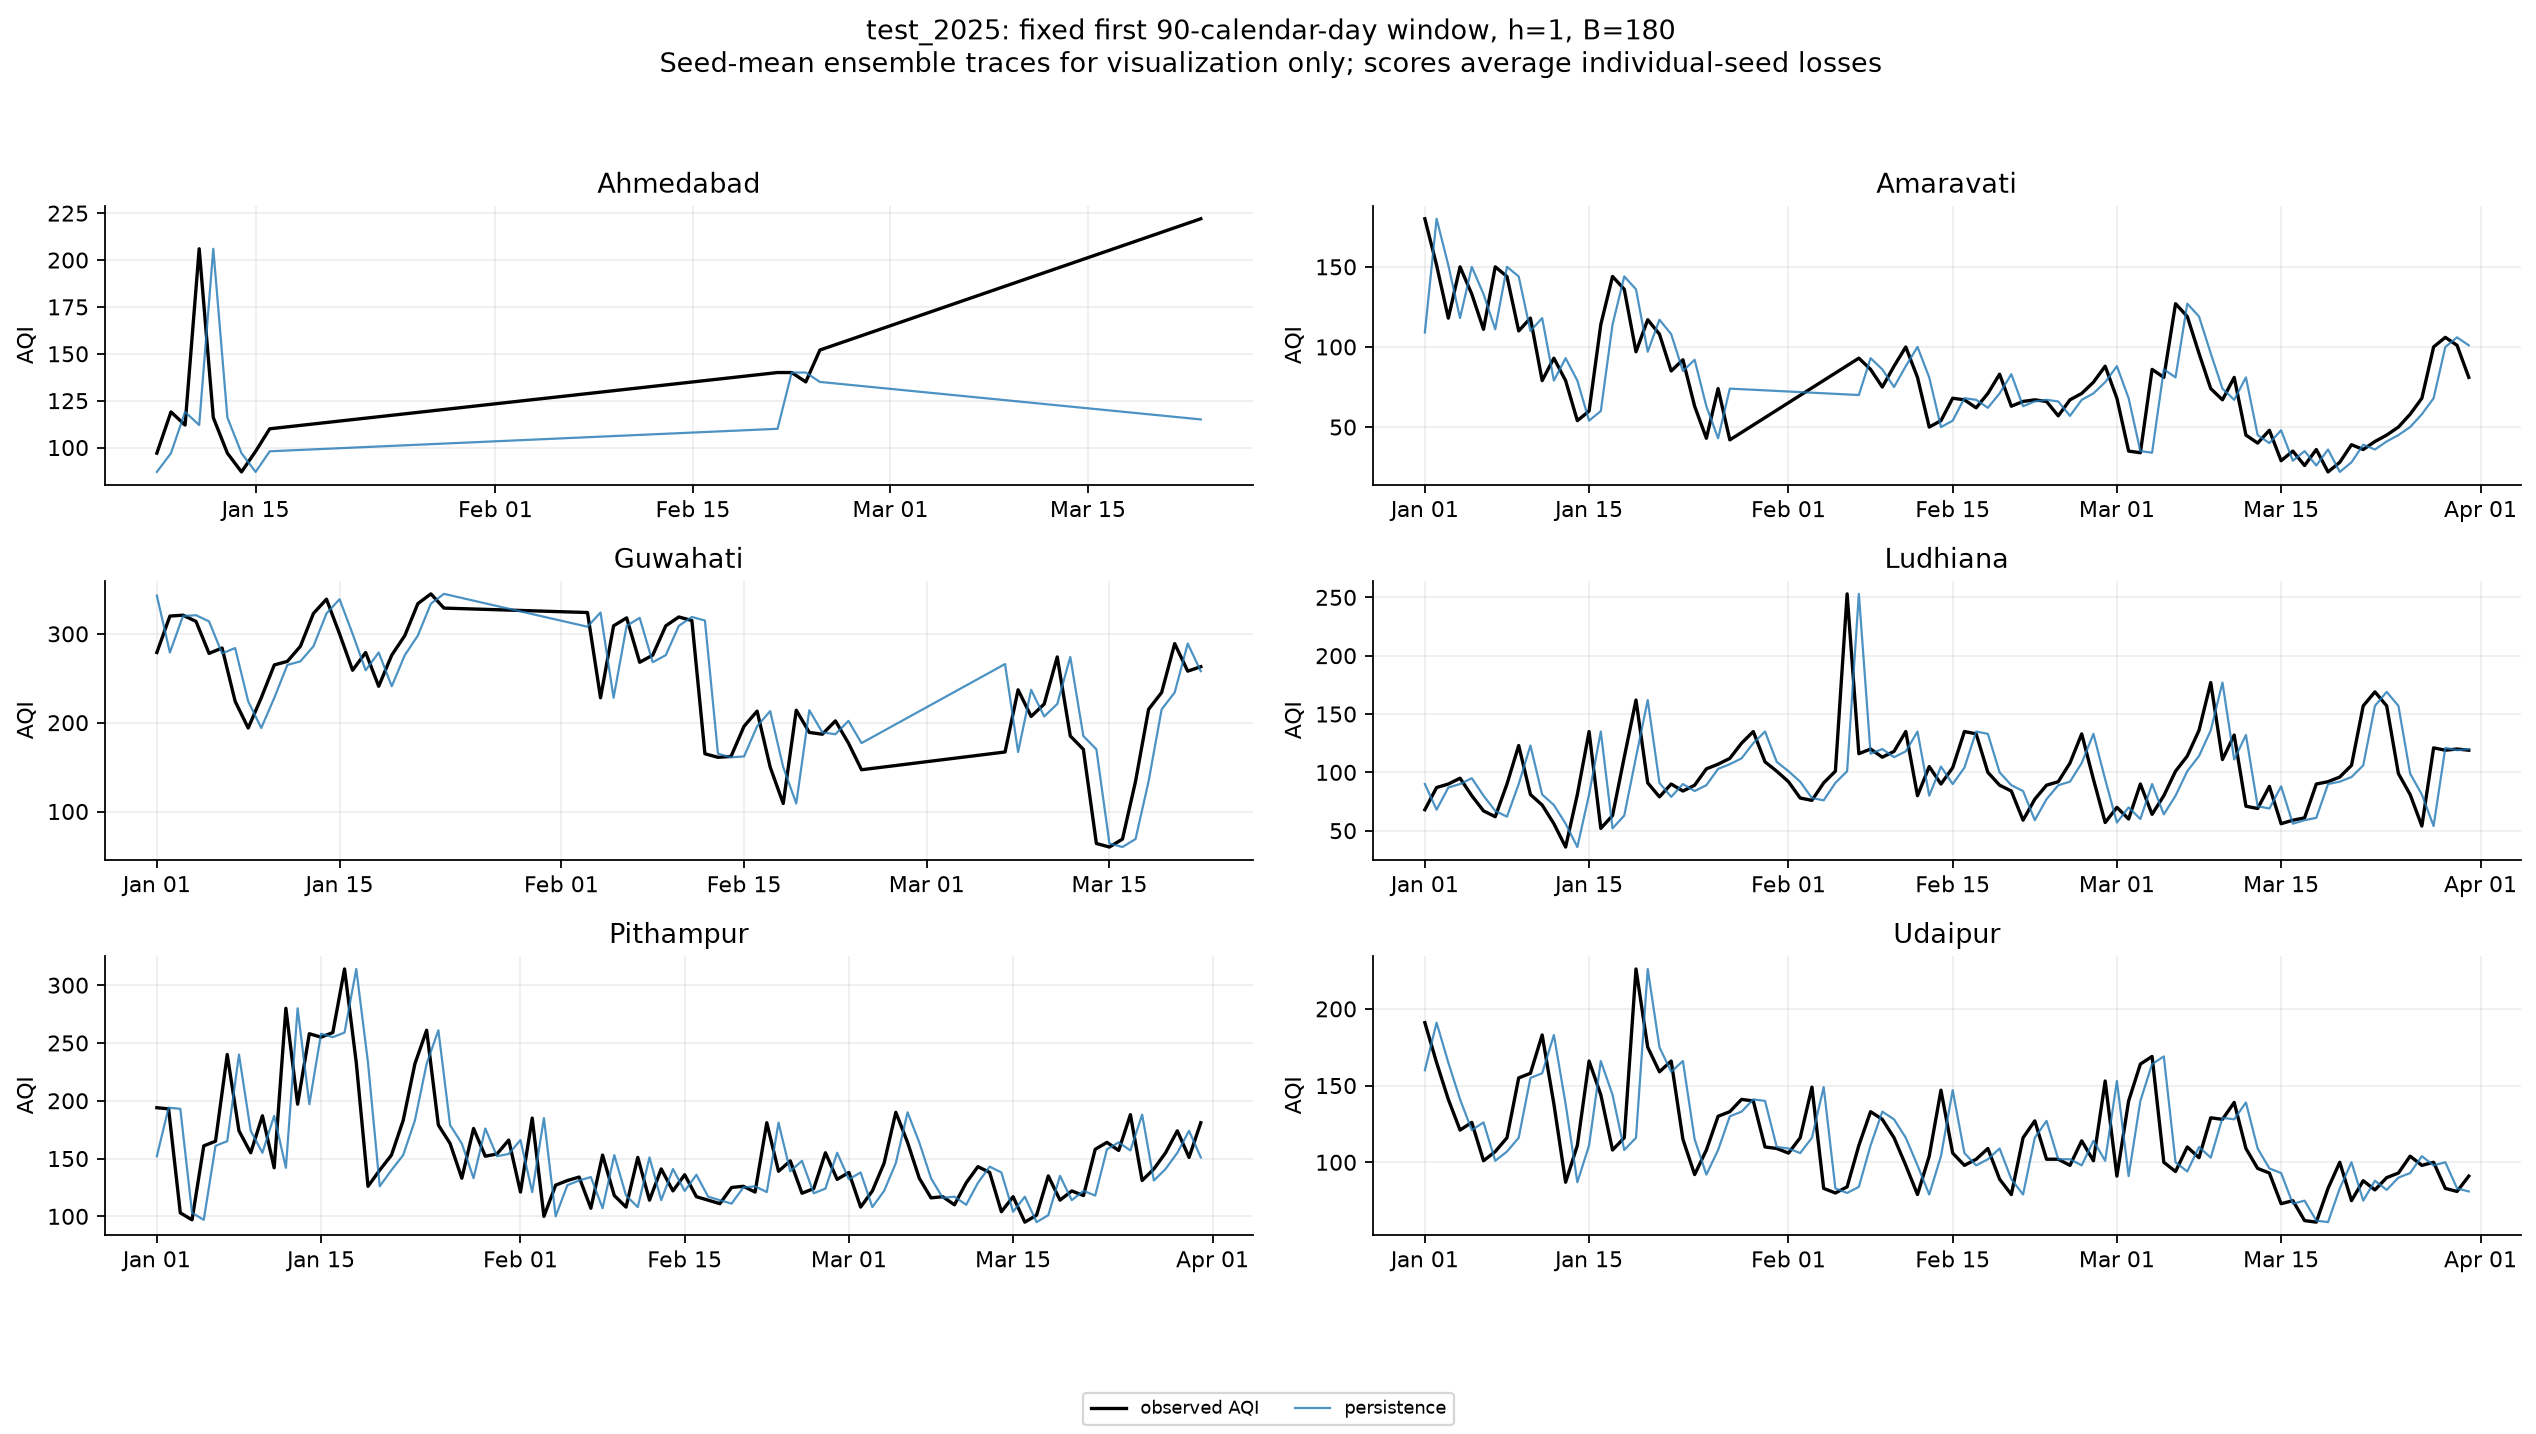 test_2025: fixed first 90-calendar-day window, h=1, B=180
Seed-mean ensemble traces for visualization only; scores average individual-seed losses
Ahmedabad
225
200
175
150
125
100
AQI
Jan 15
Feb 01
Feb 15
Mar 01
Mar 15
Amaravati
150
100
50
AQI
Jan 01
Jan 15
Feb 01
Feb 15
Mar 01
Mar 15
Apr 01
Guwahati
300
200
100
AQI
Jan 01
Jan 15
Feb 01
Feb 15
Mar 01
Mar 15
Ludhiana
250
200
150
100
50
AQI
Jan 01
Jan 15
Feb 01
Feb 15
Mar 01
Mar 15
Apr 01
Pithampur
300
250
200
150
100
AQI
Jan 01
Jan 15
Feb 01
Feb 15
Mar 01
Mar 15
Apr 01
Udaipur
200
150
100
AQI
Jan 01
Jan 15
Feb 01
Feb 15
Mar 01
Mar 15
Apr 01
observed AQI
persistence